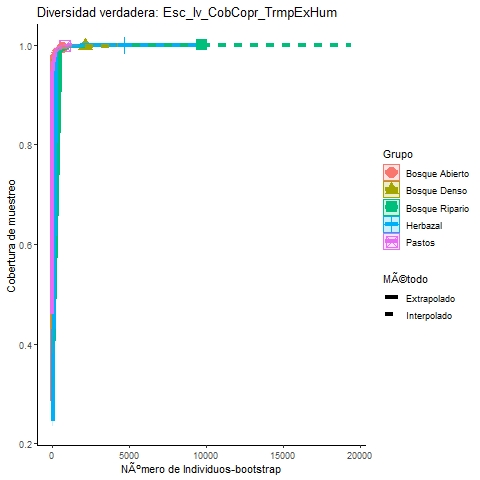 Diversidad verdadera: Esc_Iv_CobCopr_TrmpExHum
Cobertura de muestreo
1.0
0.8
0.6
0.4
0.2
0
5000
10000
15000
20000
NÃºmero de Individuos-bootstrap
Grupo
Bosque Abierto
Bosque Denso
Bosque Ripario
Herbazal
Pastos
MÃ©todo
Extrapolado
Interpolado